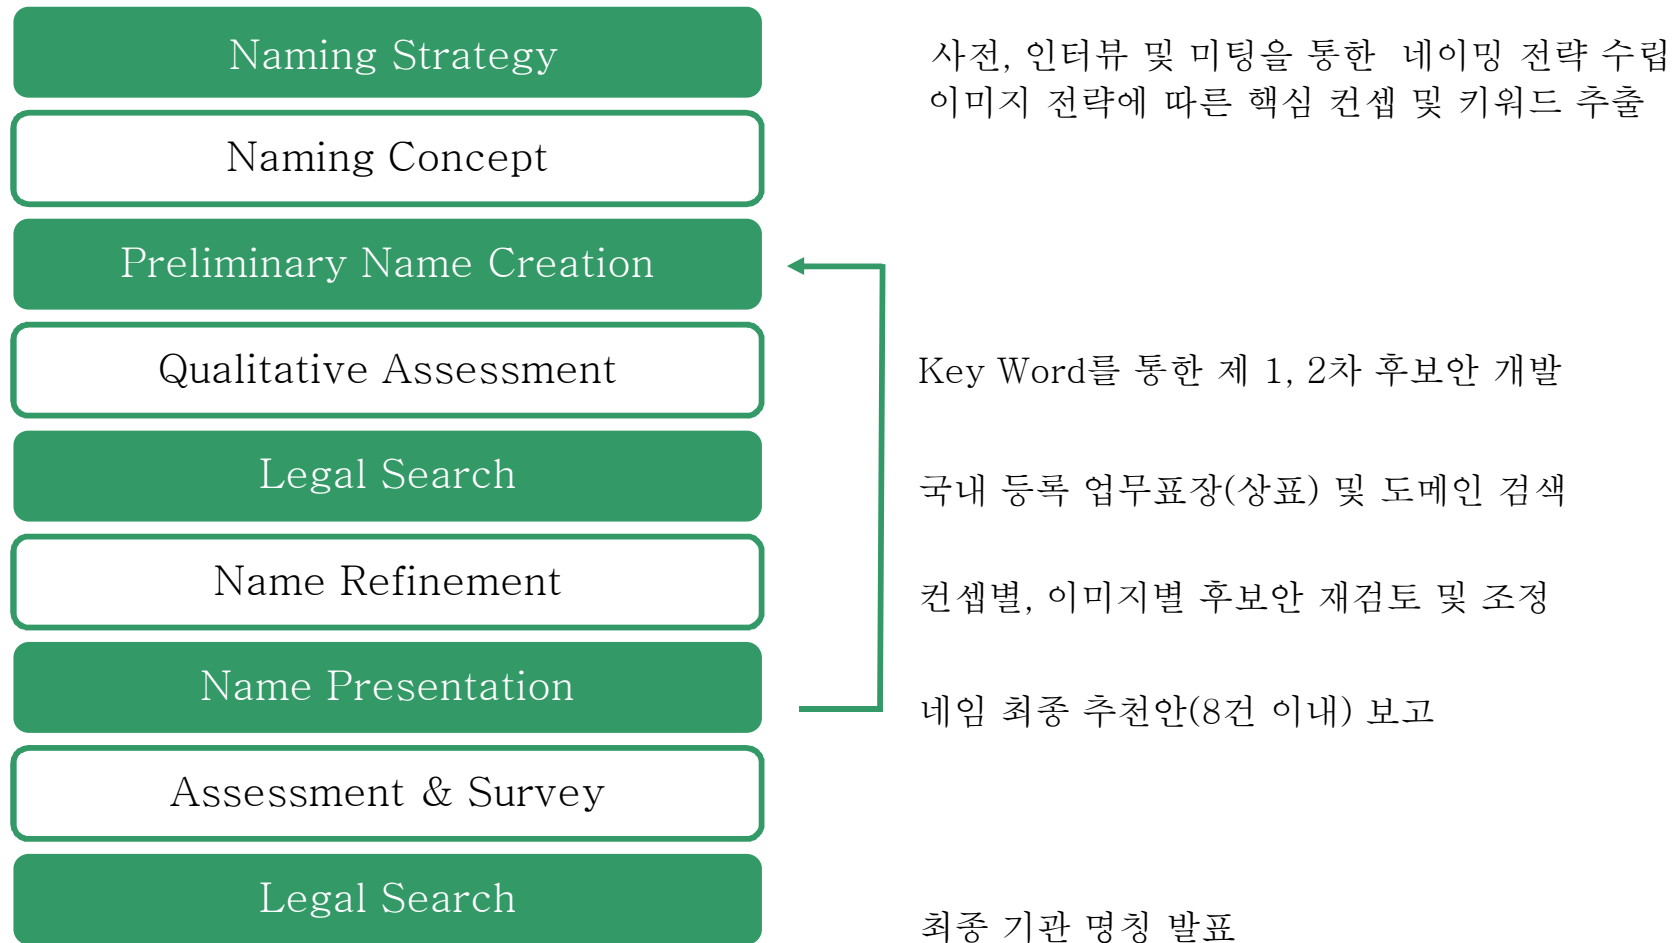 Naming Strategy
사전, 인터뷰 및 미팅을 통한 네이밍 전략 수립
이미지 전략에 따른 핵심 컨셉 및 키워드 추출
Naming Concept
Preliminary Name Creation
Qualitative Assessment
Key Word를 통한 제 1, 2차 후보안 개발
Legal Search
국내 등록 업무표장(상표) 및 도메인 검색
Name Refinement
컨셉별, 이미지별 후보안 재검토 및 조정
Name Presentation
네임 최종 추천안(8건 이내) 보고
Assessment & Survey
Legal Search
최종 기관 명칭 발표